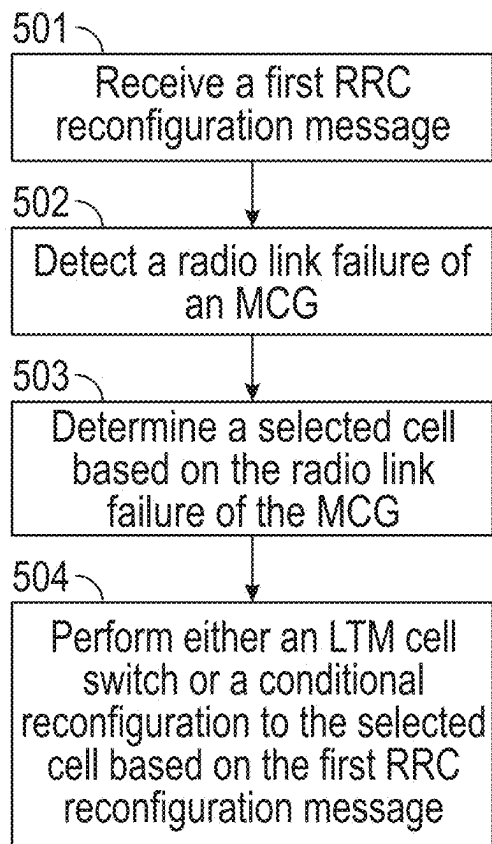 501
Receive a first RRC
reconfiguration message
502
Detect a radio link failure of
an MCG
503
Determine a selected cell
based on the radio link
failure of the MCG
504
Perform either an LTM cell
switch or a conditional
reconfiguration to the selected
cell based on the first RRC
reconfiguration message